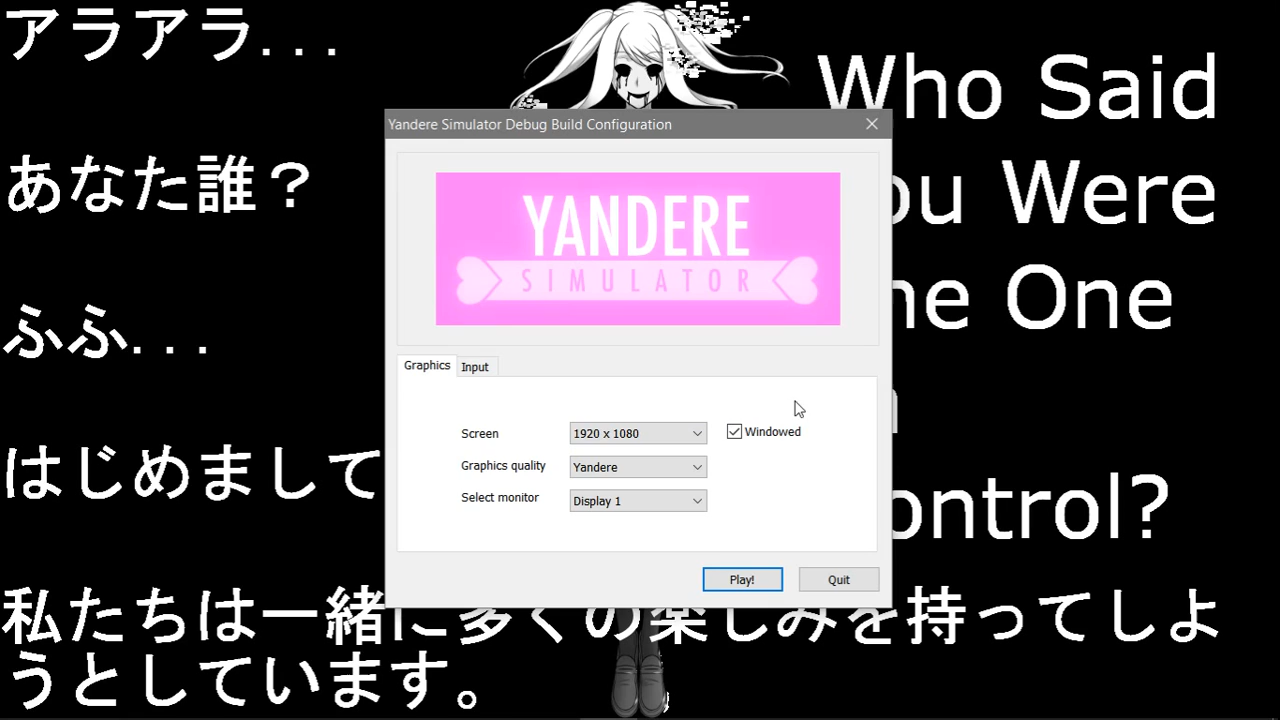 アラアラ...
あなた誰？
ふふ...
はじめまして
私たちは一緒に多くの楽しみを持ってしよ
うとしています。
Who Said
ou Were
ne One
ontrol?
Yandere Simulator Debug Build Configuration
YANDERE
SIMULATOR
Graphics Input
Screen 1920 x 1080 Windowed
Graphics quality Yandere
Select monitor Display 1
Play! Quit